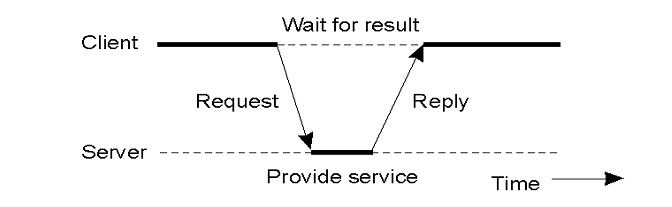 Wait for result
Client
Request
Reply
Server
Provide service
Time